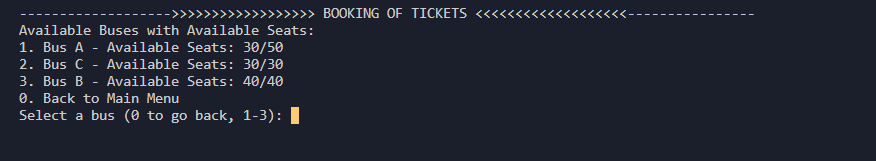 ------------------->>>>>>>>>>>>>>>>>> BOOKING OF TICKETS <<<<<<<<<<<<<<<<<<<----------------
Available Buses with Available Seats:
1. Bus A - Available Seats: 30/50
2. Bus C - Available Seats: 30/30
3. Bus B - Available Seats: 40/40
0. Back to Main Menu
Select a bus (0 to go back, 1-3):